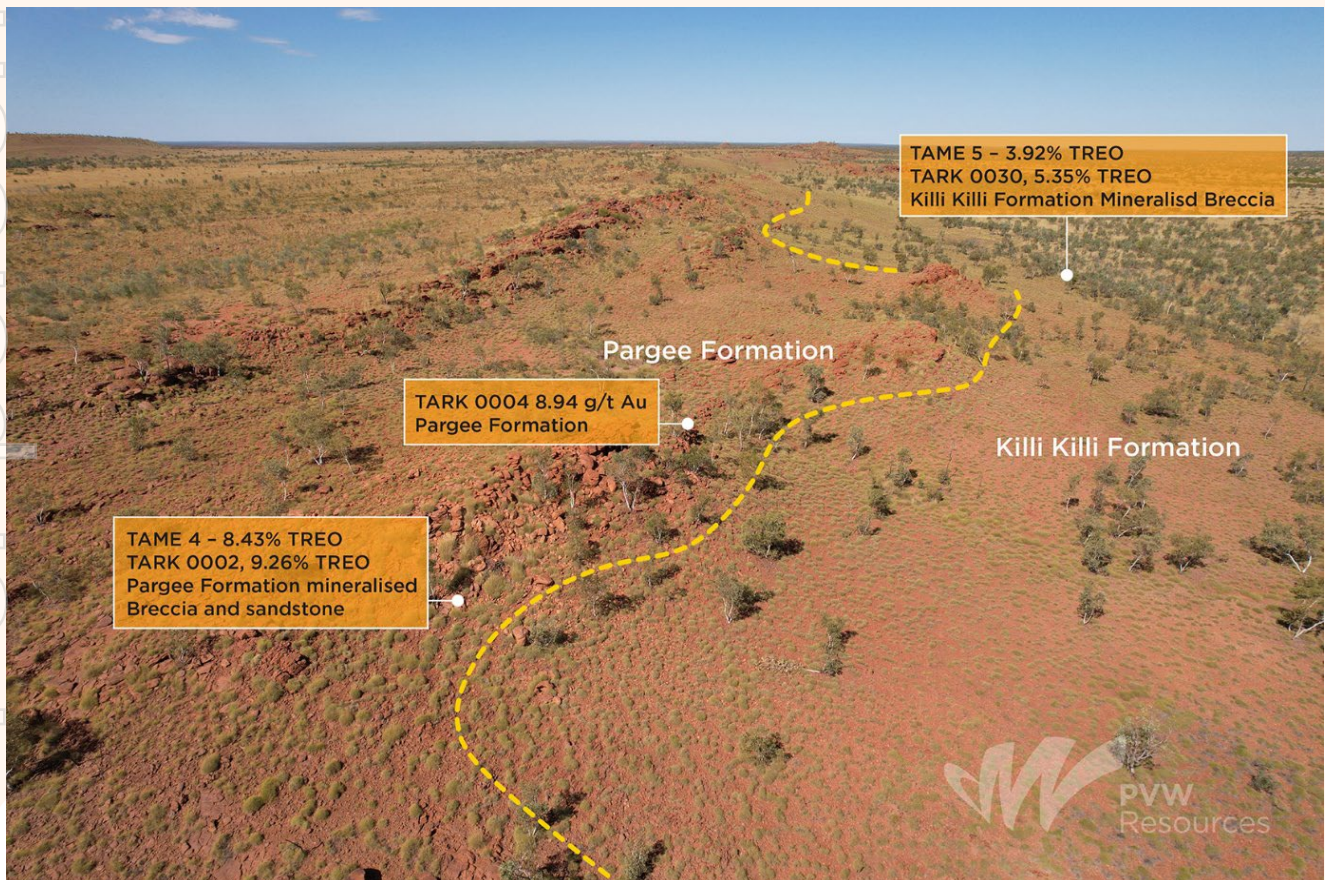 TAME 5 – 3.92% TREO
TARK 0030, 5.35% TREO
Killi Killi Formation Mineralisd Breccia
Pargee Formation
TARK 0004 8.94 g/t Au
Pargee Formation
Killi Killi Formation
TAME 4 – 8.43% TREO
TARK 0002, 9.26% TREO
Pargee Formation mineralised
Breccia and sandstone
PVW
Resources